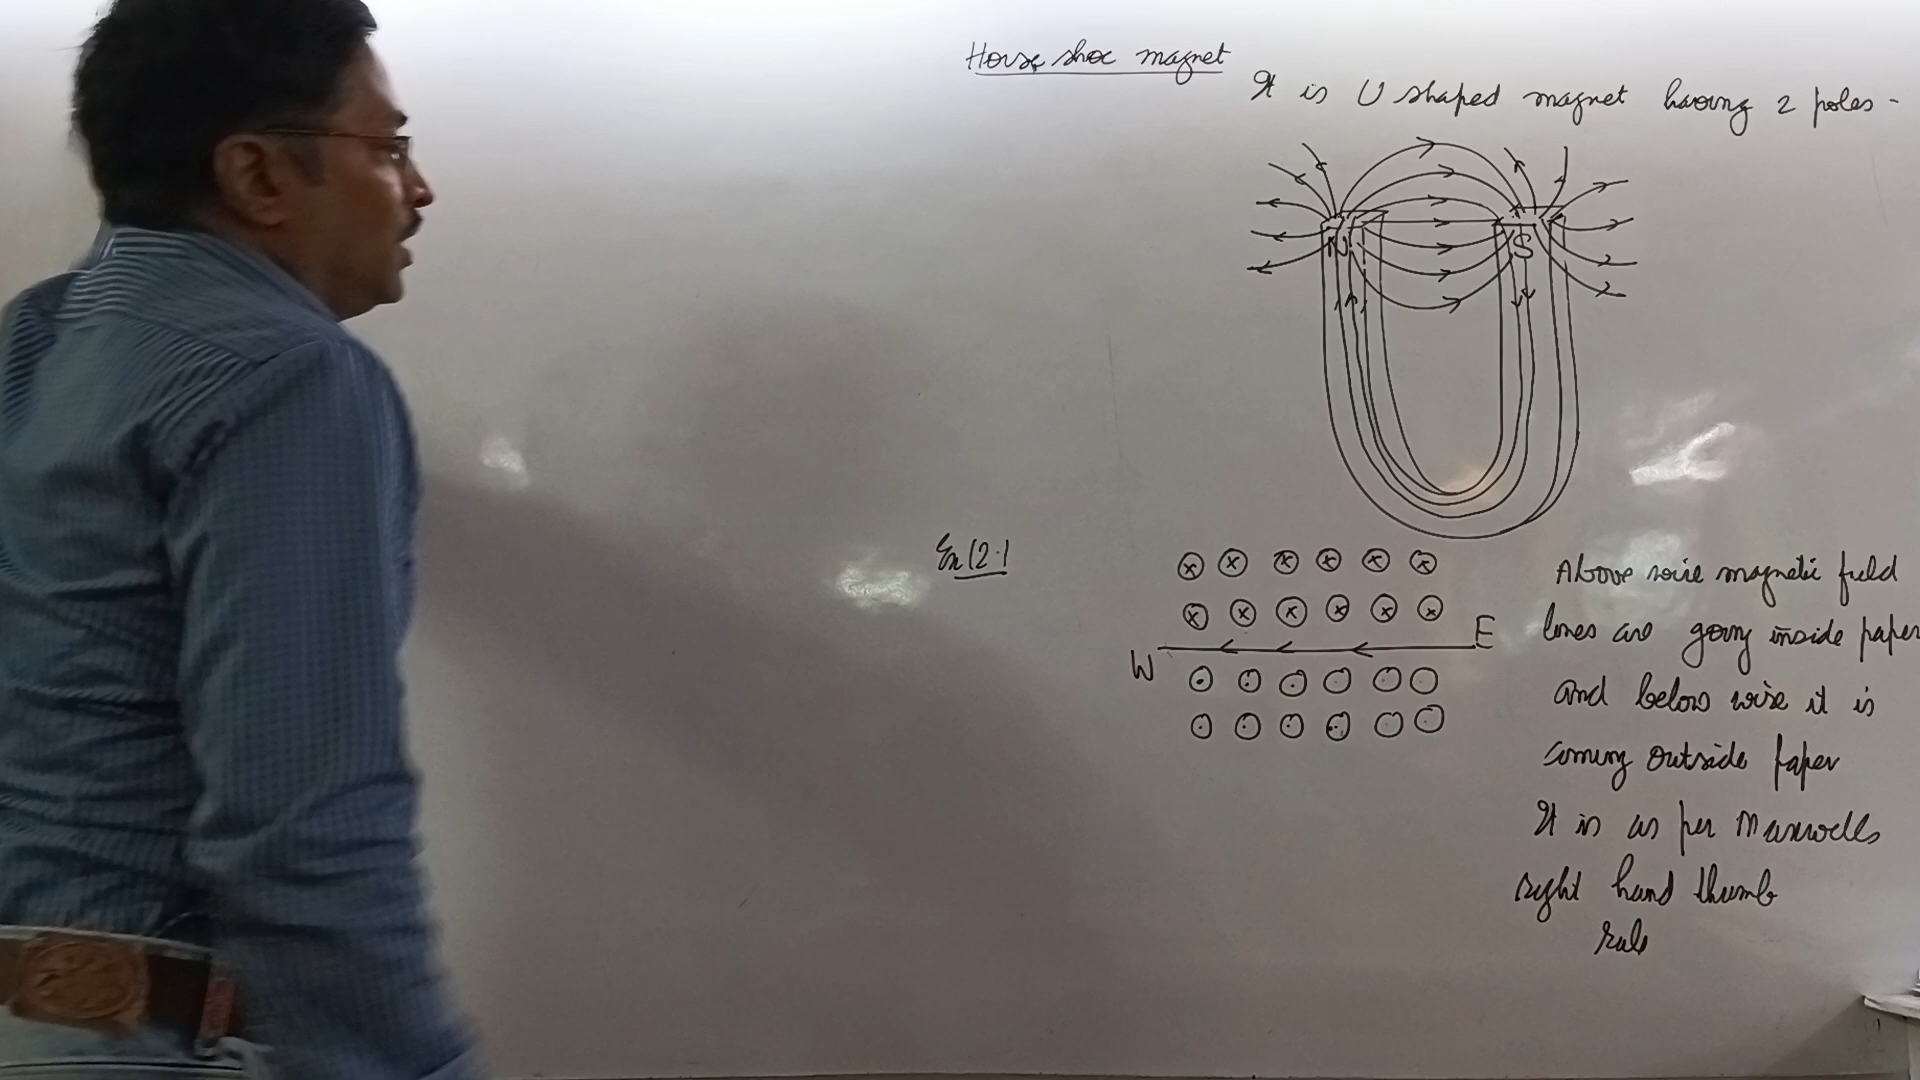 Horse shoe magnet
It is U shaped magnet having 2 poles -
N
S
Ex 12.1
E
W
Above wire magnetic field
lines are going inside paper
and below wire it is
coming outside paper
It is as per Maxwells
right hand thumb
rule